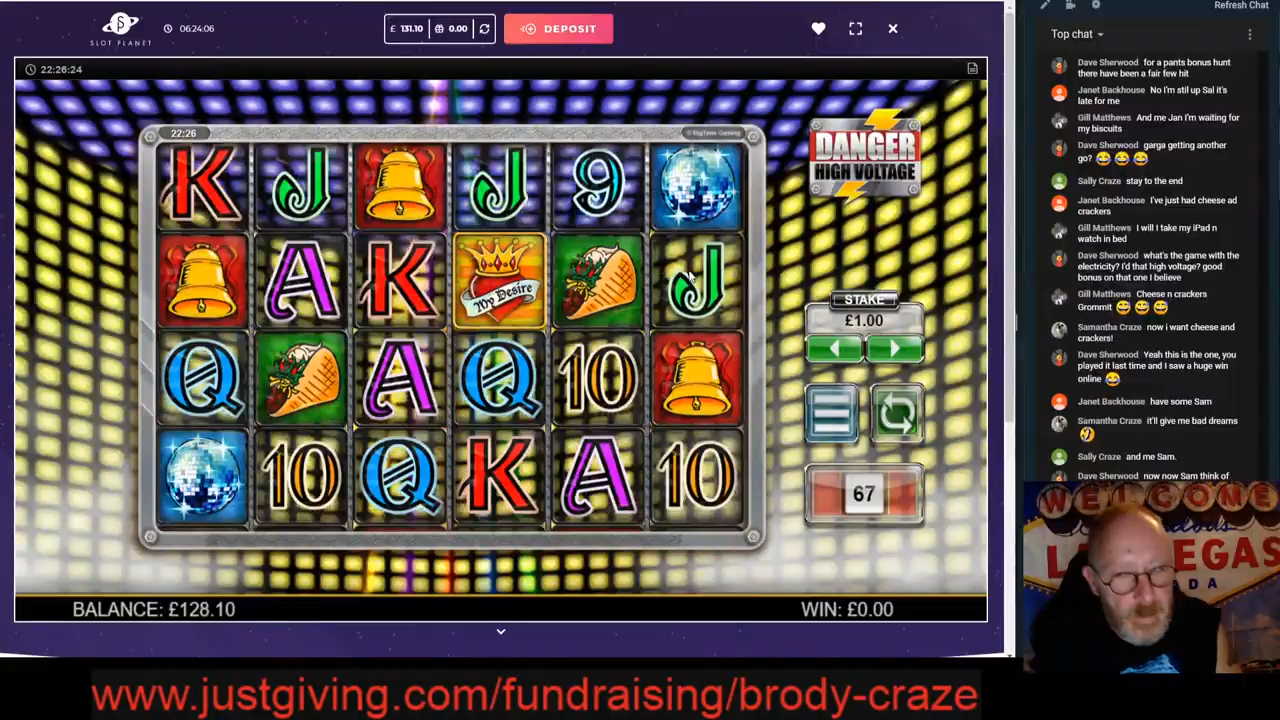 SLOT PLANET
06:24:06
£ 131.10
0.00
DEPOSIT
22:26:24
22:26
© BigTime Gaming
K J J 9
A K My Desire J
Q A Q 10
10 Q K A 10
DANGER
HIGH VOLTAGE
STAKE
£1.00
67
BALANCE: £128.10
WIN: £0.00
Refresh Chat
Top chat
Dave Sherwood for a pants bonus hunt
there have been a fair few hit
Janet Backhouse No I'm stil up Sal it's
late for me
Gill Matthews And me Jan I'm waiting for
my biscuits
Dave Sherwood garga getting another
go? 😂 😂 😂
Sally Craze stay to the end
Janet Backhouse I've just had cheese ad
crackers
Gill Matthews I will I take my iPad n
watch in bed
Dave Sherwood what's the game with the
electricity? I'd that high voltage? good
bonus on that one I believe
Gill Matthews Cheese n crackers
Grommit 😅 😅 😅
Samantha Craze now i want cheese and
crackers!
Dave Sherwood Yeah this is the one, you
played it last time and I saw a huge win
online 😂
Janet Backhouse have some Sam
Samantha Craze it'll give me bad dreams
🤣
Sally Craze and me Sam.
Dave Sherwood now now Sam think of
WELCOME
LA EGAS
ADA
www.justgiving.com/fundraising/brody-craze